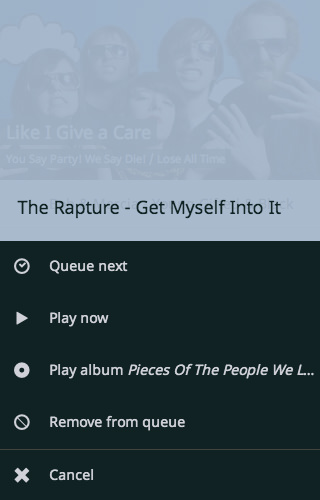 Like I Give a Care
You Say Party! We Say Die! / Lose All Time
The Rapture - Get Myself Into It
Queue next
Play now
Play album Pieces Of The People We L...
Remove from queue
Cancel